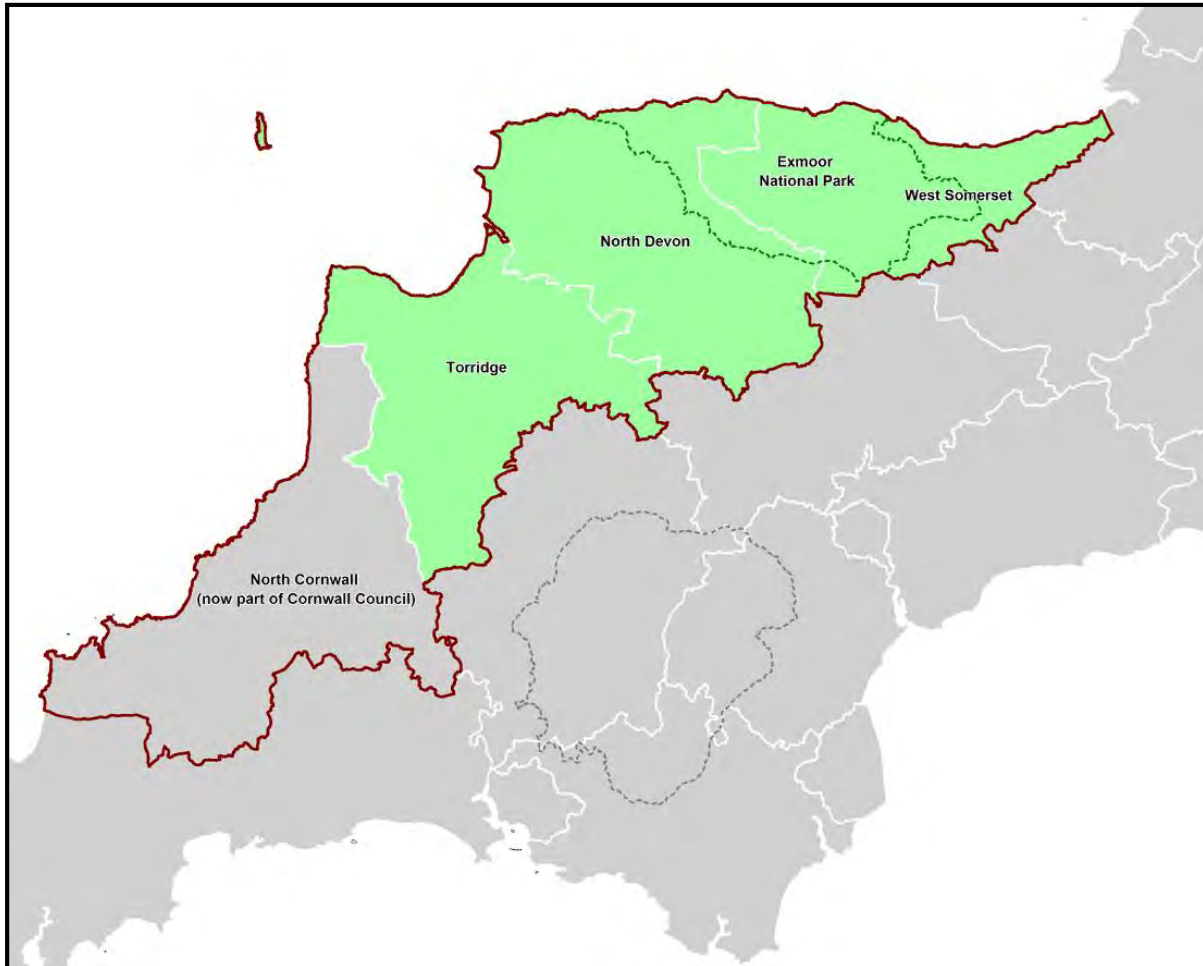 Exmoor
National Park
West Somerset
North Devon
Torridge
North Cornwall
(now part of Cornwall Council)